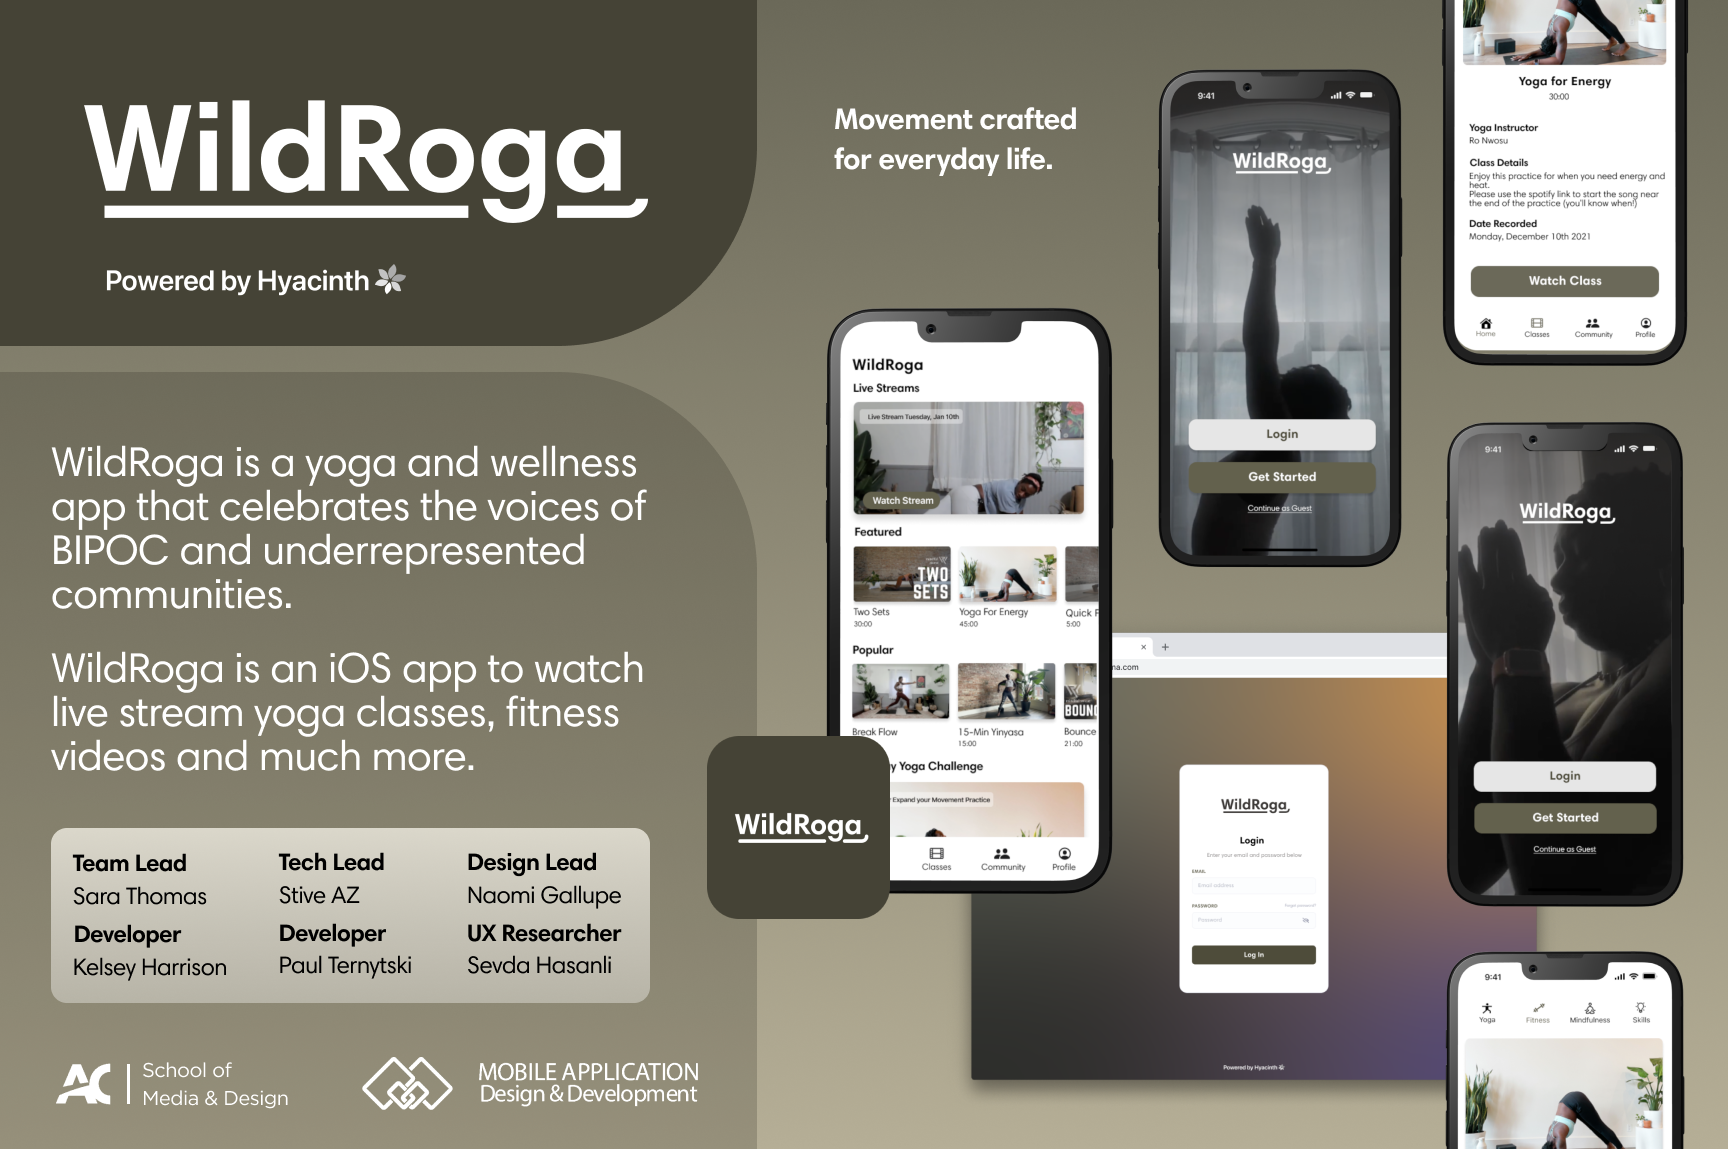 WildRoga
Powered by Hyacinth
WildRoga is a yoga and wellness
app that celebrates the voices of
BIPOC and underrepresented
communities.
WildRoga is an iOS app to watch
live stream yoga classes, fitness
videos and much more.
Team Lead
Sara Thomas
Tech Lead
Stive AZ
Design Lead
Naomi Gallupe
Developer
Kelsey Harrison
Developer
Paul Ternytski
UX Researcher
Sevda Hasanli
AC
School of
Media & Design
MOBILE APPLICATION
Design & Development
Movement crafted
for everyday life.
WildRoga
Live Streams
Live Stream Tuesday, Jan 10th
Watch Stream
Featured
TWO
SETS
Two Sets
30:00
Yoga For Energy
45:00
Quick
5:00
Popular
Break Flow
15-Min Yinyasa
15:00
Bounce
21:00
Yoga Challenge
Expand your Movement Practice
Classes
Community
Profile
WildRoga
9:41
WildRoga
Login
Get Started
Continue as Guest
Yoga for Energy
30:00
Yoga Instructor
Ro Nwosu
Class Details
Enjoy this practice for when you need energy and
heat.
Please use the spotify link to start the song near
the end of the practice (you'll know when!)
Date Recorded
Monday, December 10th 2021
Watch Class
Home
Classes
Community
Profile
9:41
WildRoga
Login
Get Started
Continue as Guest
ma.com
WildRoga
Login
Enter your email and password below
EMAIL
Email address
PASSWORD
Forgot password?
Password
Log In
Powered by Hyacinth
9:41
Yoga
Fitness
Mindfulness
Skills